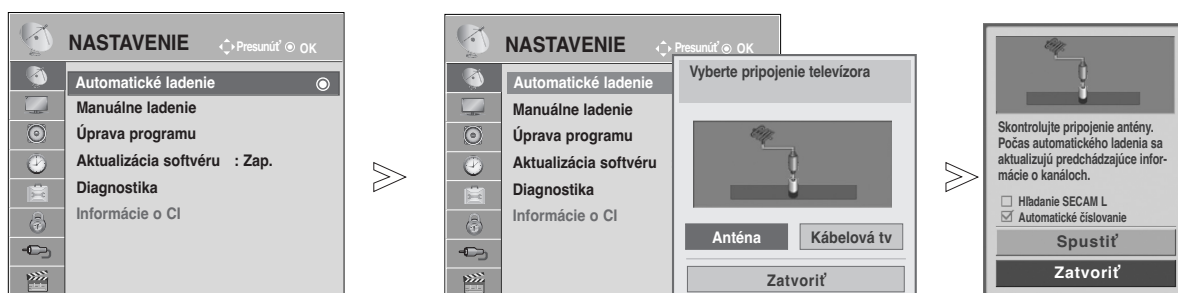 NASTAVENIE
Presunúť OK
Automatické ladenie
Manuálne ladenie
Úprava programu
Aktualizácia softvéru : Zap.
Diagnostika
Informácie o CI
NASTAVENIE
Presunúť OK
Automatické ladenie
Manuálne ladenie
Úprava programu
Aktualizácia softvéru
Diagnostika
Informácie o CI
Vyberte pripojenie televízora
Anténa
Kábelová tv
Zatvoriť
Skontrolujte pripojenie antény.
Počas automatického ladenia sa
aktualizujú predchádzajúce infor-
mácie o kanáloch.
Hľadanie SECAM L
Automatické číslovanie
Spustiť
Zatvoriť